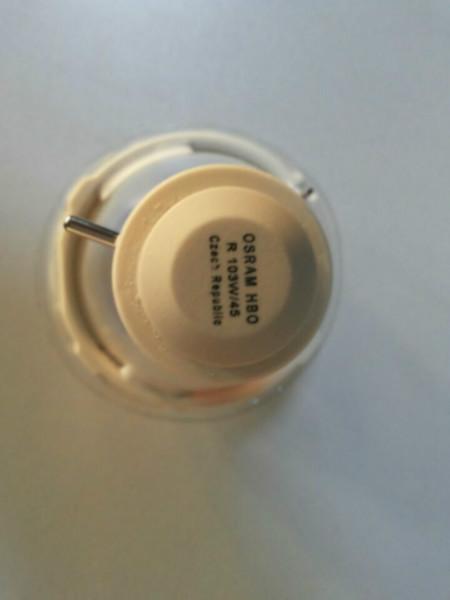 OSRAM HBO
R 103W/45
Czech Republic